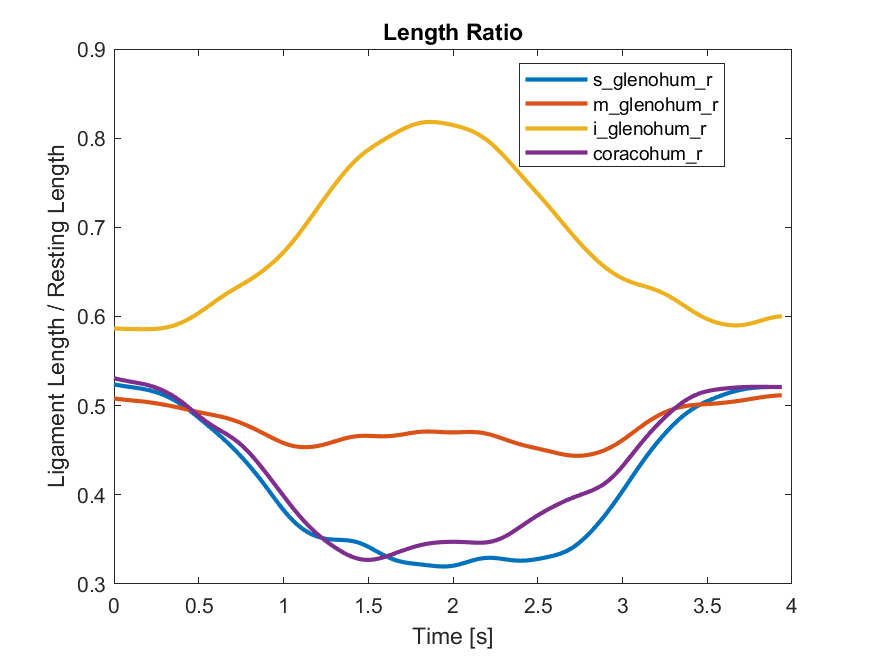 Length Ratio
0.9
0.8
0.7
0.6
0.5
0.4
0.3
Ligament Length / Resting Length
s_glenohum_r
m_glenohum_r
i_glenohum_r
coracohum_r
0 0.5 1 1.5 2 2.5 3 3.5 4
Time [s]